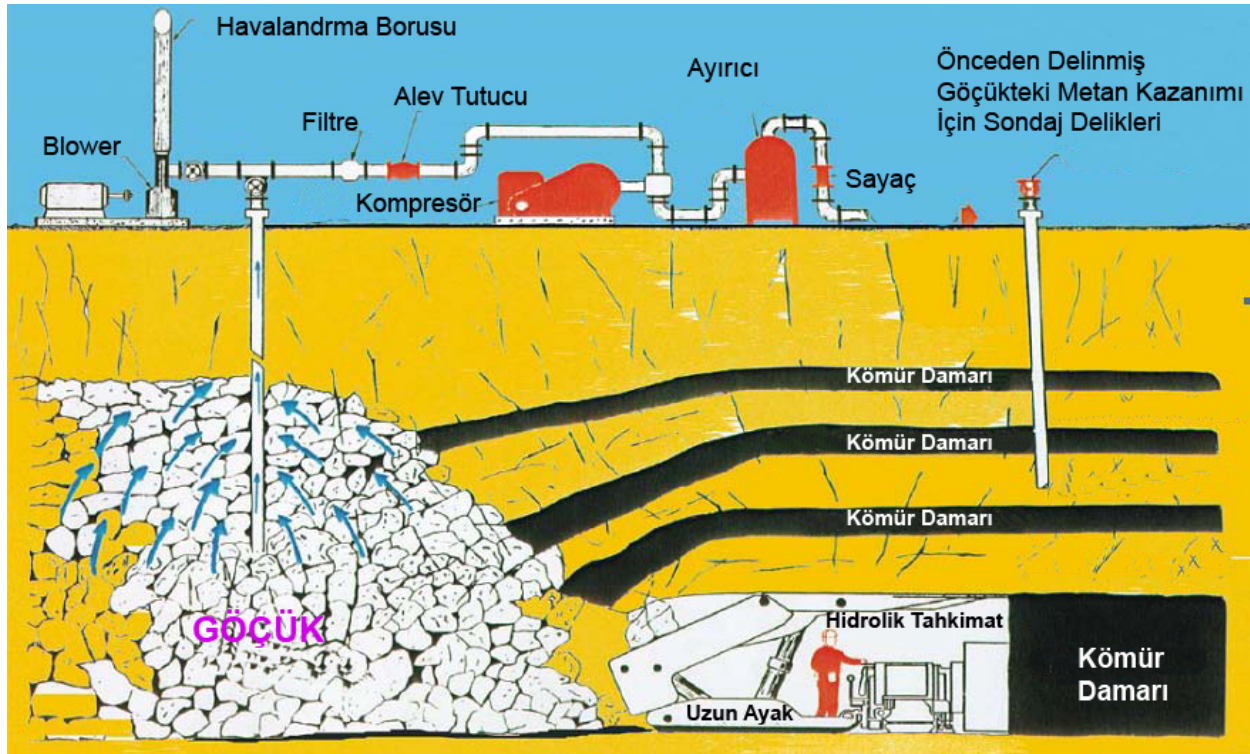 Havalandrma Borusu
Ayırıcı
Önceden Delinmiş
Göçükteki Metan Kazanımı
İçin Sondaj Delikleri
Alev Tutucu
Filtre
Blower
Kompresör
Sayaç
Kömür Damarı
Kömür Damarı
Kömür Damarı
GÖÇÜK
Hidrolik Tahkimat
Kömür
Damarı
Uzun Ayak